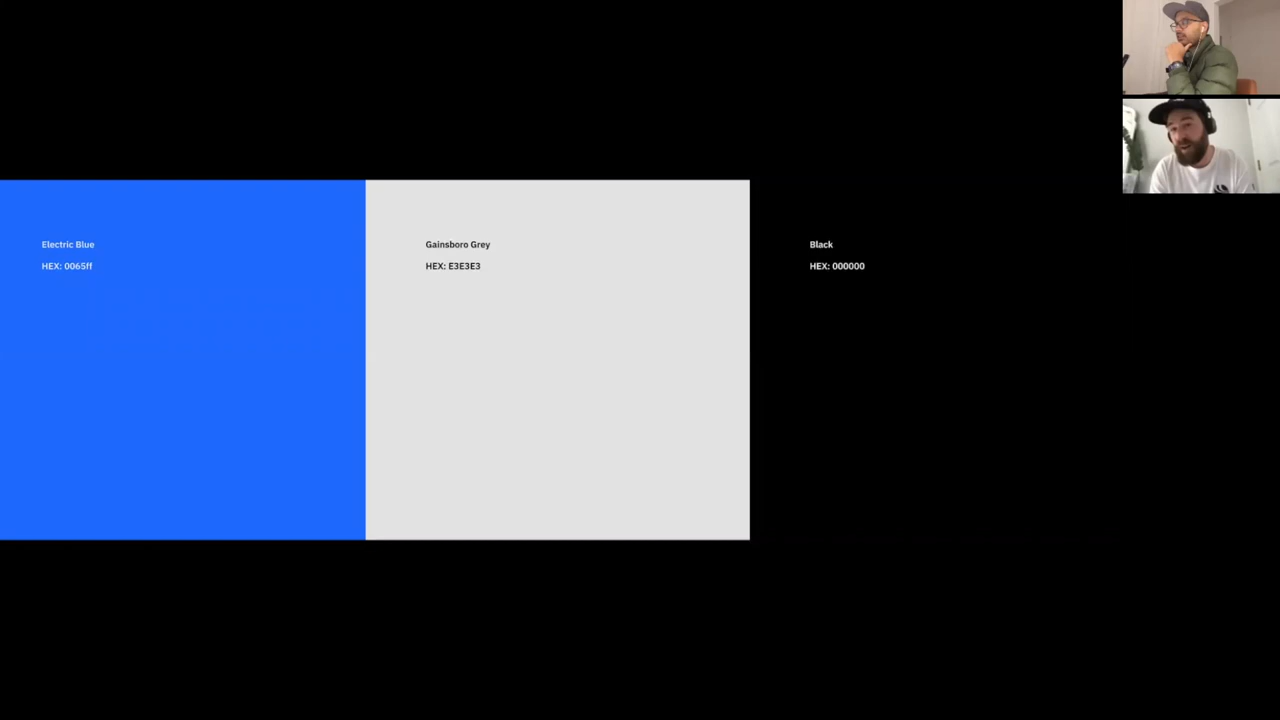 Electric Blue
HEX: 0065ff
Gainsboro Grey
HEX: E3E3E3
Black
HEX: 000000